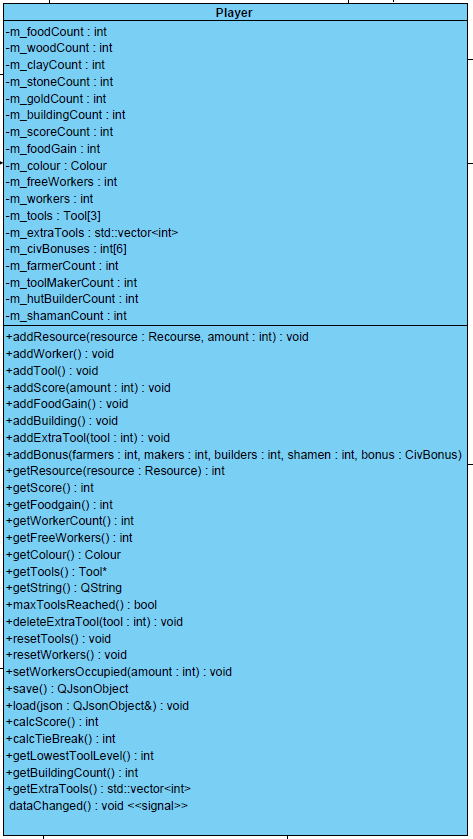 Player
-m_foodCount : int
-m_woodCount : int
-m_clayCount : int
-m_stoneCount : int
-m_goldCount : int
-m_buildingCount : int
-m_scoreCount : int
-m_foodGain : int
-m_colour : Colour
-m_freeWorkers : int
-m_workers : int
-m_tools : Tool[3]
-m_extraTools : std::vector<int>
-m_civBonuses : int[6]
-m_farmerCount : int
-m_toolMakerCount : int
-m_hutBuilderCount : int
-m_shamanCount : int
+addResource(resource : Recourse, amount : int) : void
+addWorker() : void
+addTool() : void
+addScore(amount : int) : void
+addFoodGain() : void
+addBuilding() : void
+addExtraTool(tool : int) : void
+addBonus(farmers : int, makers : int, builders : int, shamen : int, bonus : CivBonus)
+getResource(resource : Resource) : int
+getScore() : int
+getFoodgain() : int
+getWorkerCount() : int
+getFreeWorkers() : int
+getColour() : Colour
+getTools() : Tool*
+getString() : QString
+maxToolsReached() : bool
+deleteExtraTool(tool : int) : void
+resetTools() : void
+resetWorkers() : void
+setWorkersOccupied(amount : int) : void
+save() : QJsonObject
+load(json : QJsonObject&) : void
+calcScore() : int
+calcTieBreak() : int
+getLowestToolLevel() : int
+getBuildingCount() : int
+getExtraTools() : std::vector<int>
dataChanged() : void <<signal>>